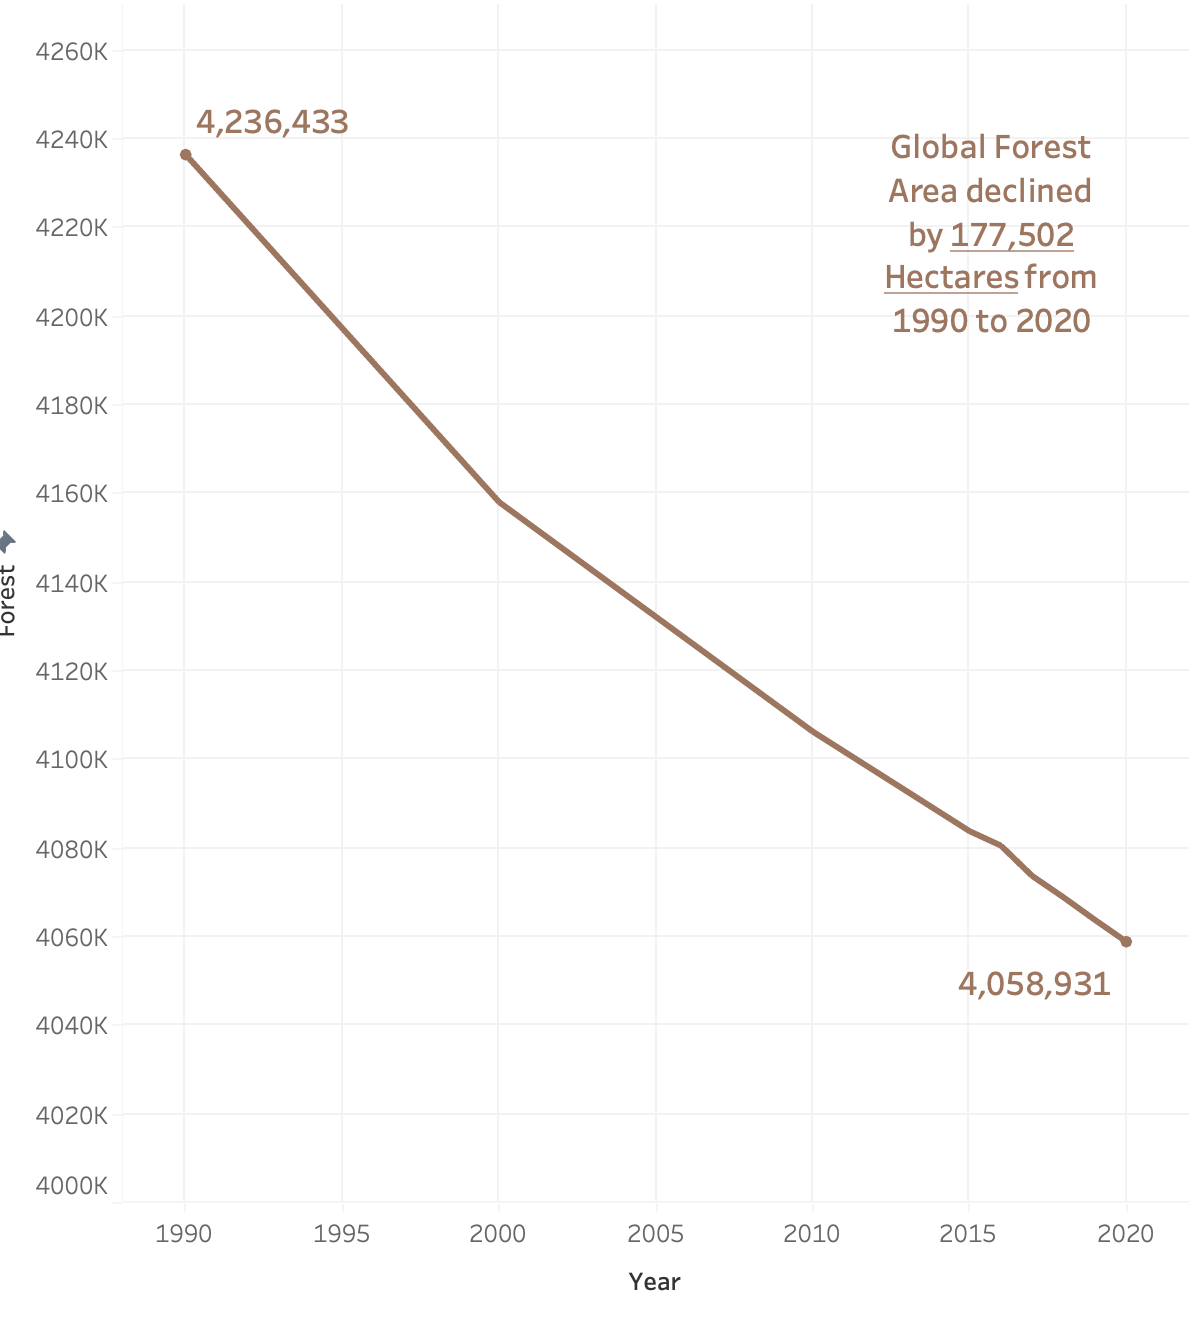 4260K
4,236,433
4240K
Global Forest
Area declined
by 177,502
Hectares from
1990 to 2020
4220K
4200K
4180K
4160K
4140K
4120K
4100K
4080K
4060K
4,058,931
4040K
4020K
4000K
Forest
1990 1995 2000 2005 2010 2015 2020
Year